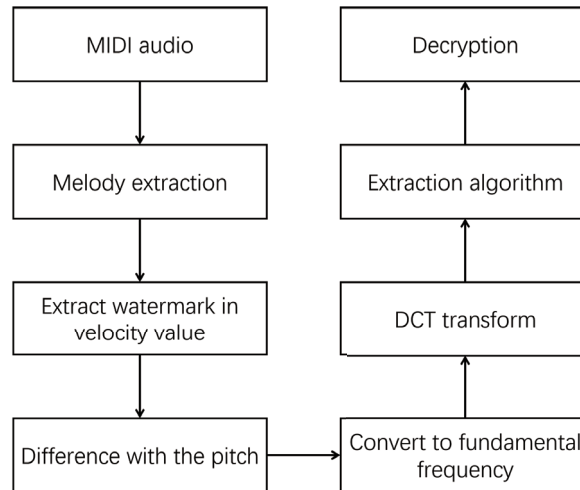 MIDI audio
Melody extraction
Extract watermark in
velocity value
Difference with the pitch
Convert to fundamental
frequency
DCT transform
Extraction algorithm
Decryption